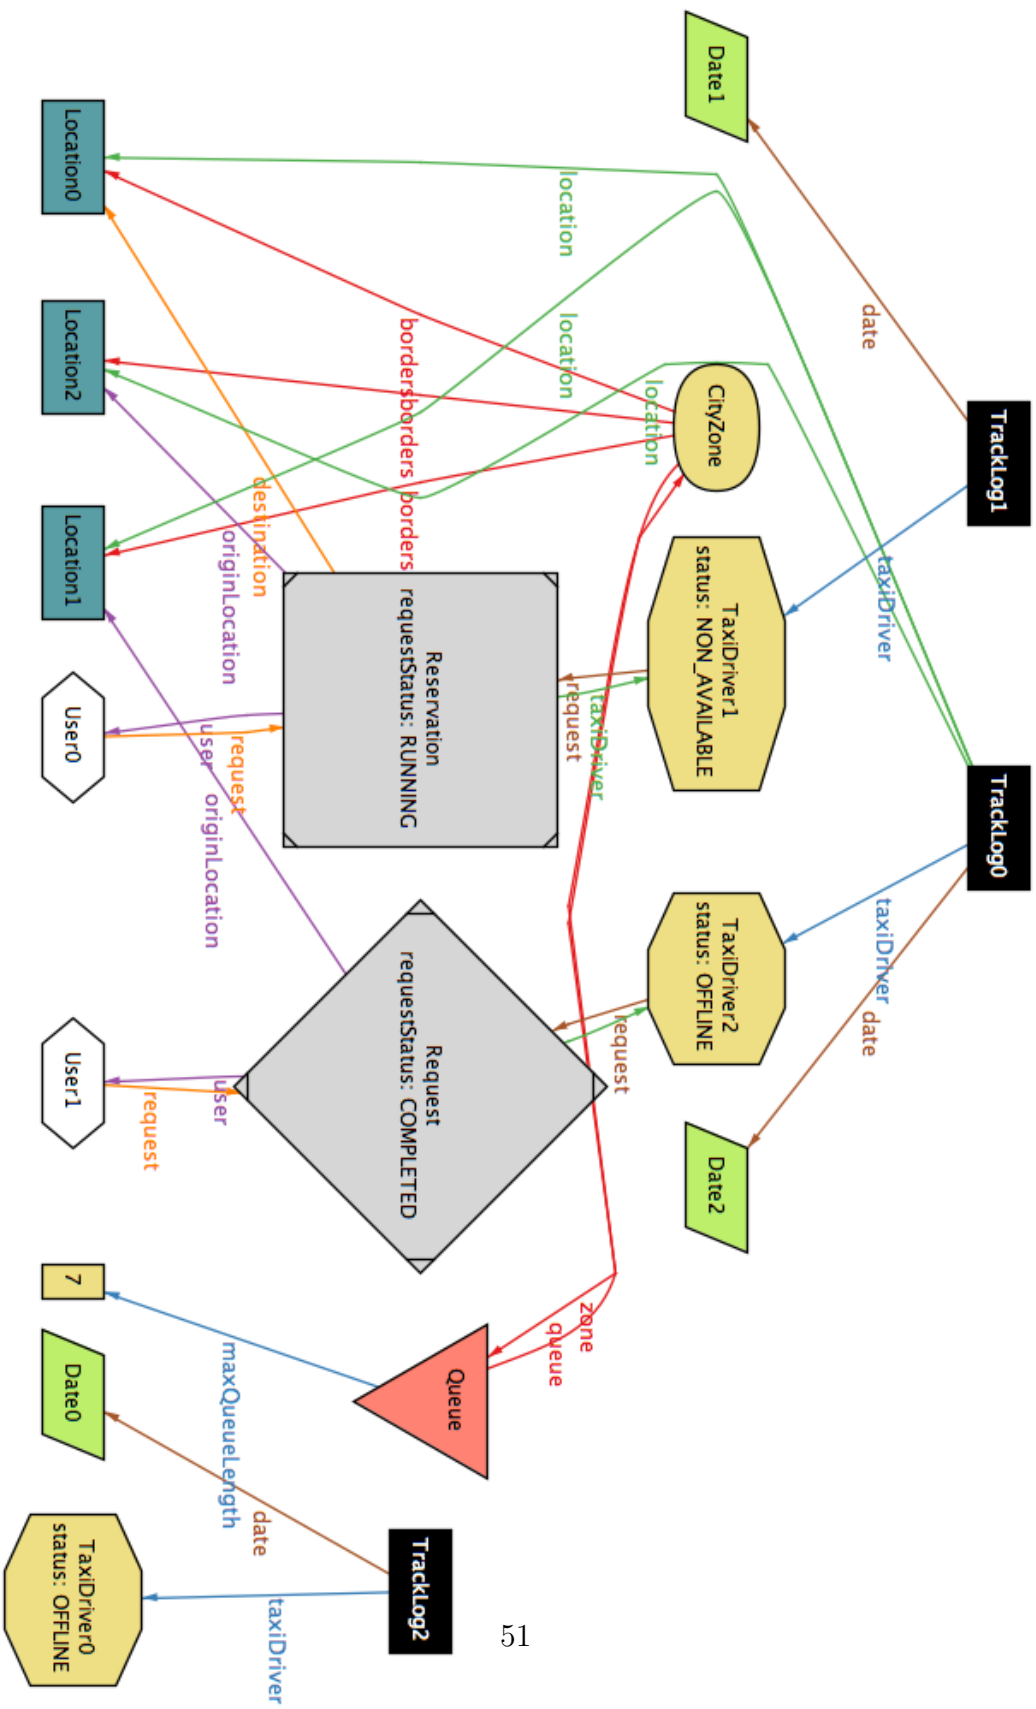 TrackLog1
TrackLog0
date
taxiDriver
taxiDriver
date
Date1
CityZone
TaxiDriver1
status: NON_AVAILABLE
TaxiDriver2
status: OFFLINE
Date2
location
location
location
request
taxiDriver
request
zone
queue
borders
borders
borders
Reservation
requestStatus: RUNNING
Request
requestStatus: COMPLETED
Queue
TrackLog2
destination
originLocation
user
request
originLocation
user
request
maxQueueLength
date
taxiDriver
Location0
Location2
Location1
User0
User1
7
Date0
TaxiDriver0
status: OFFLINE
51